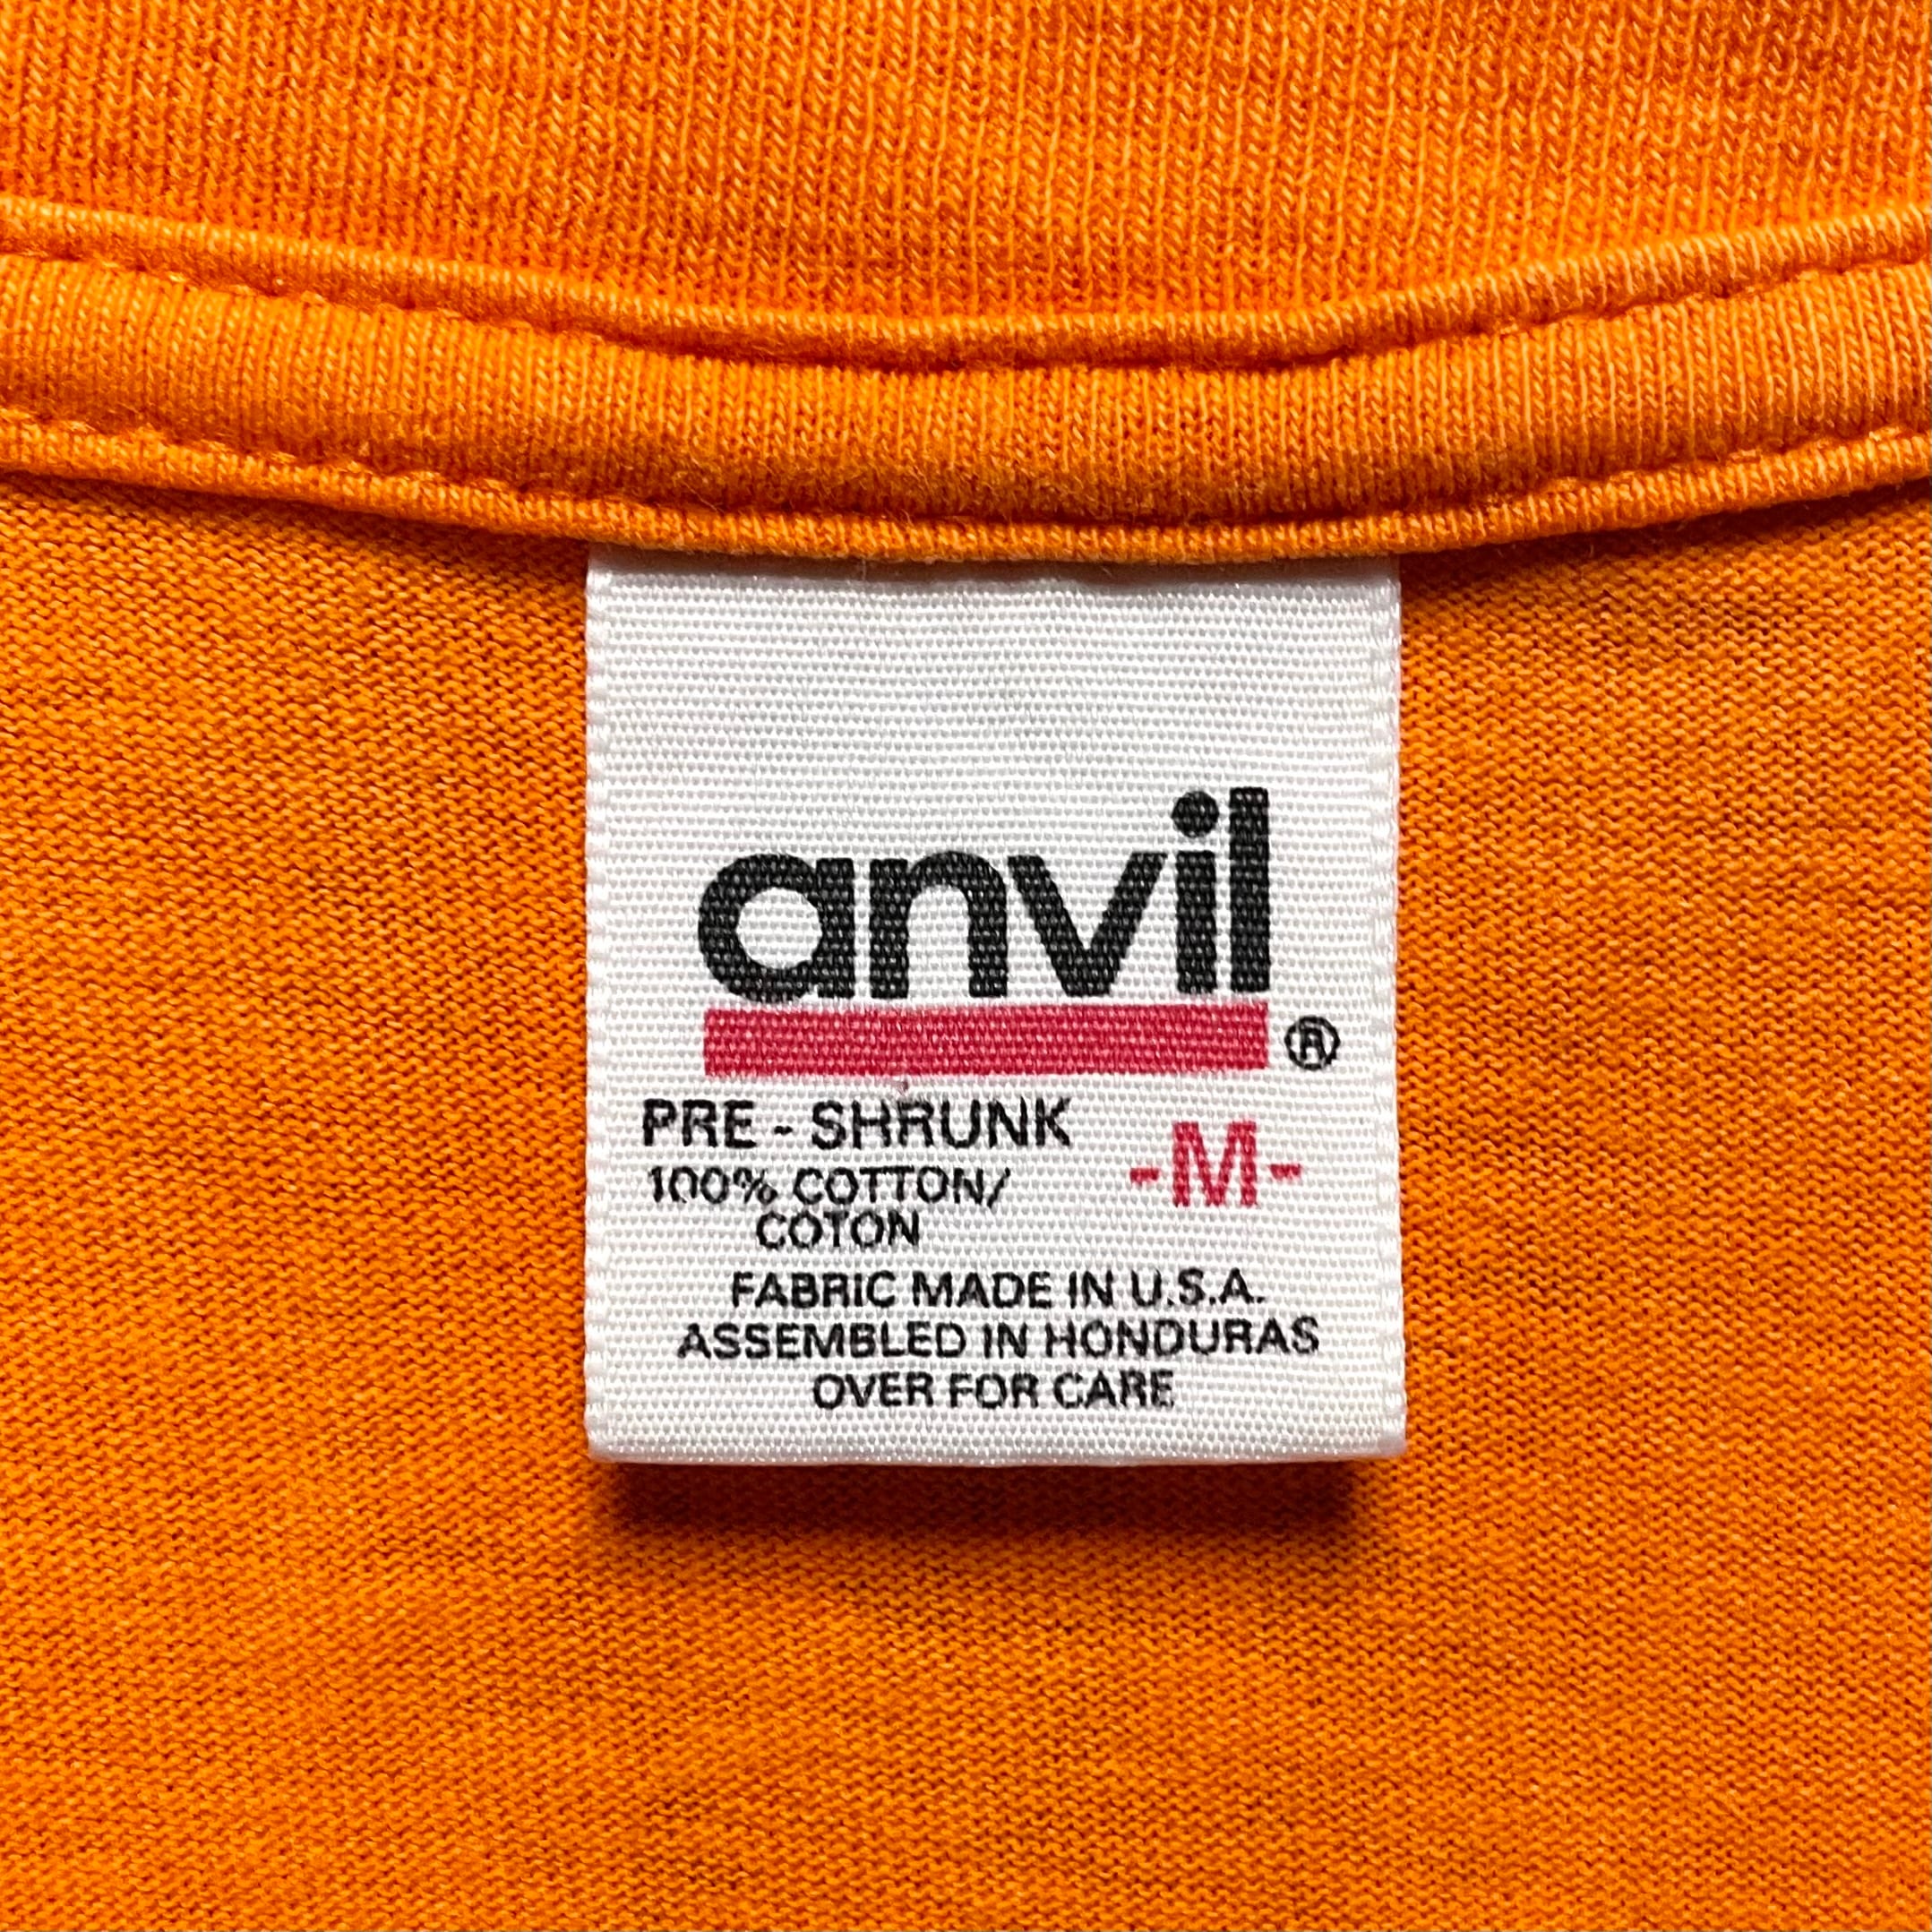 anvil
®
PRE - SHRUNK
-M-
100% COTTON/
COTON
FABRIC MADE IN U.S.A.
ASSEMBLED IN HONDURAS
OVER FOR CARE